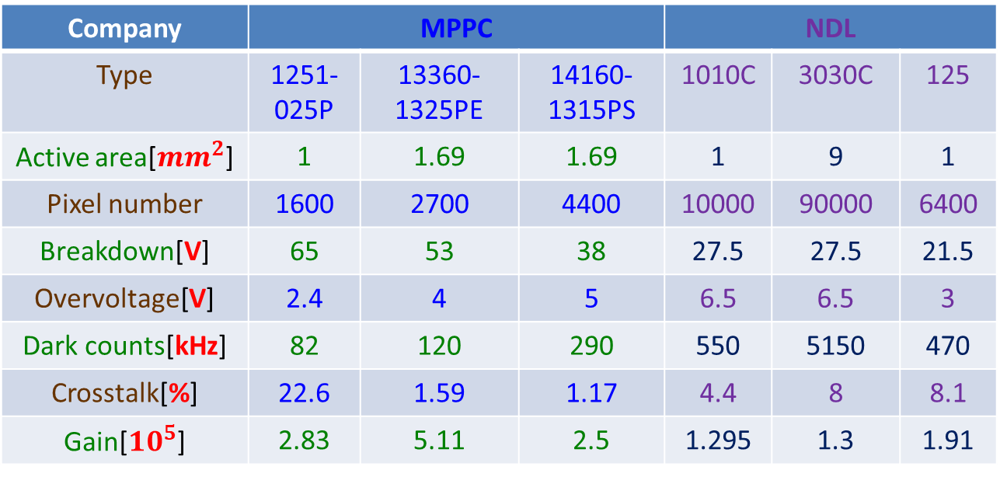 Company MPPC NDL
Type 1251- 13360- 14160- 1010C 3030C 125
025P 1325PE 1315PS
Active area[mm²] 1 1.69 1.69 1 9 1
Pixel number 1600 2700 4400 10000 90000 6400
Breakdown[V] 65 53 38 27.5 27.5 21.5
Overvoltage[V] 2.4 4 5 6.5 6.5 3
Dark counts[kHz] 82 120 290 550 5150 470
Crosstalk[%] 22.6 1.59 1.17 4.4 8 8.1
Gain[10⁵] 2.83 5.11 2.5 1.295 1.3 1.91